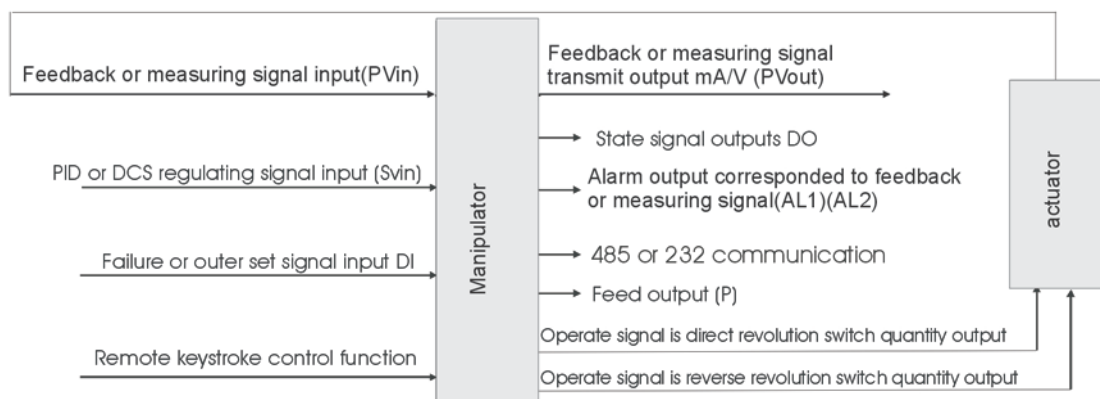 Feedback or measuring signal input(PVin)
PID or DCS regulating signal input (Svin)
Failure or outer set signal input DI
Remote keystroke control function
Manipulator
Feedback or measuring signal
transmit output mA/V (PVout)
State signal outputs DO
Alarm output corresponded to feedback
or measuring signal(AL1)(AL2)
485 or 232 communication
Feed output (P)
Operate signal is direct revolution switch quantity output
Operate signal is reverse revolution switch quantity output
actuator